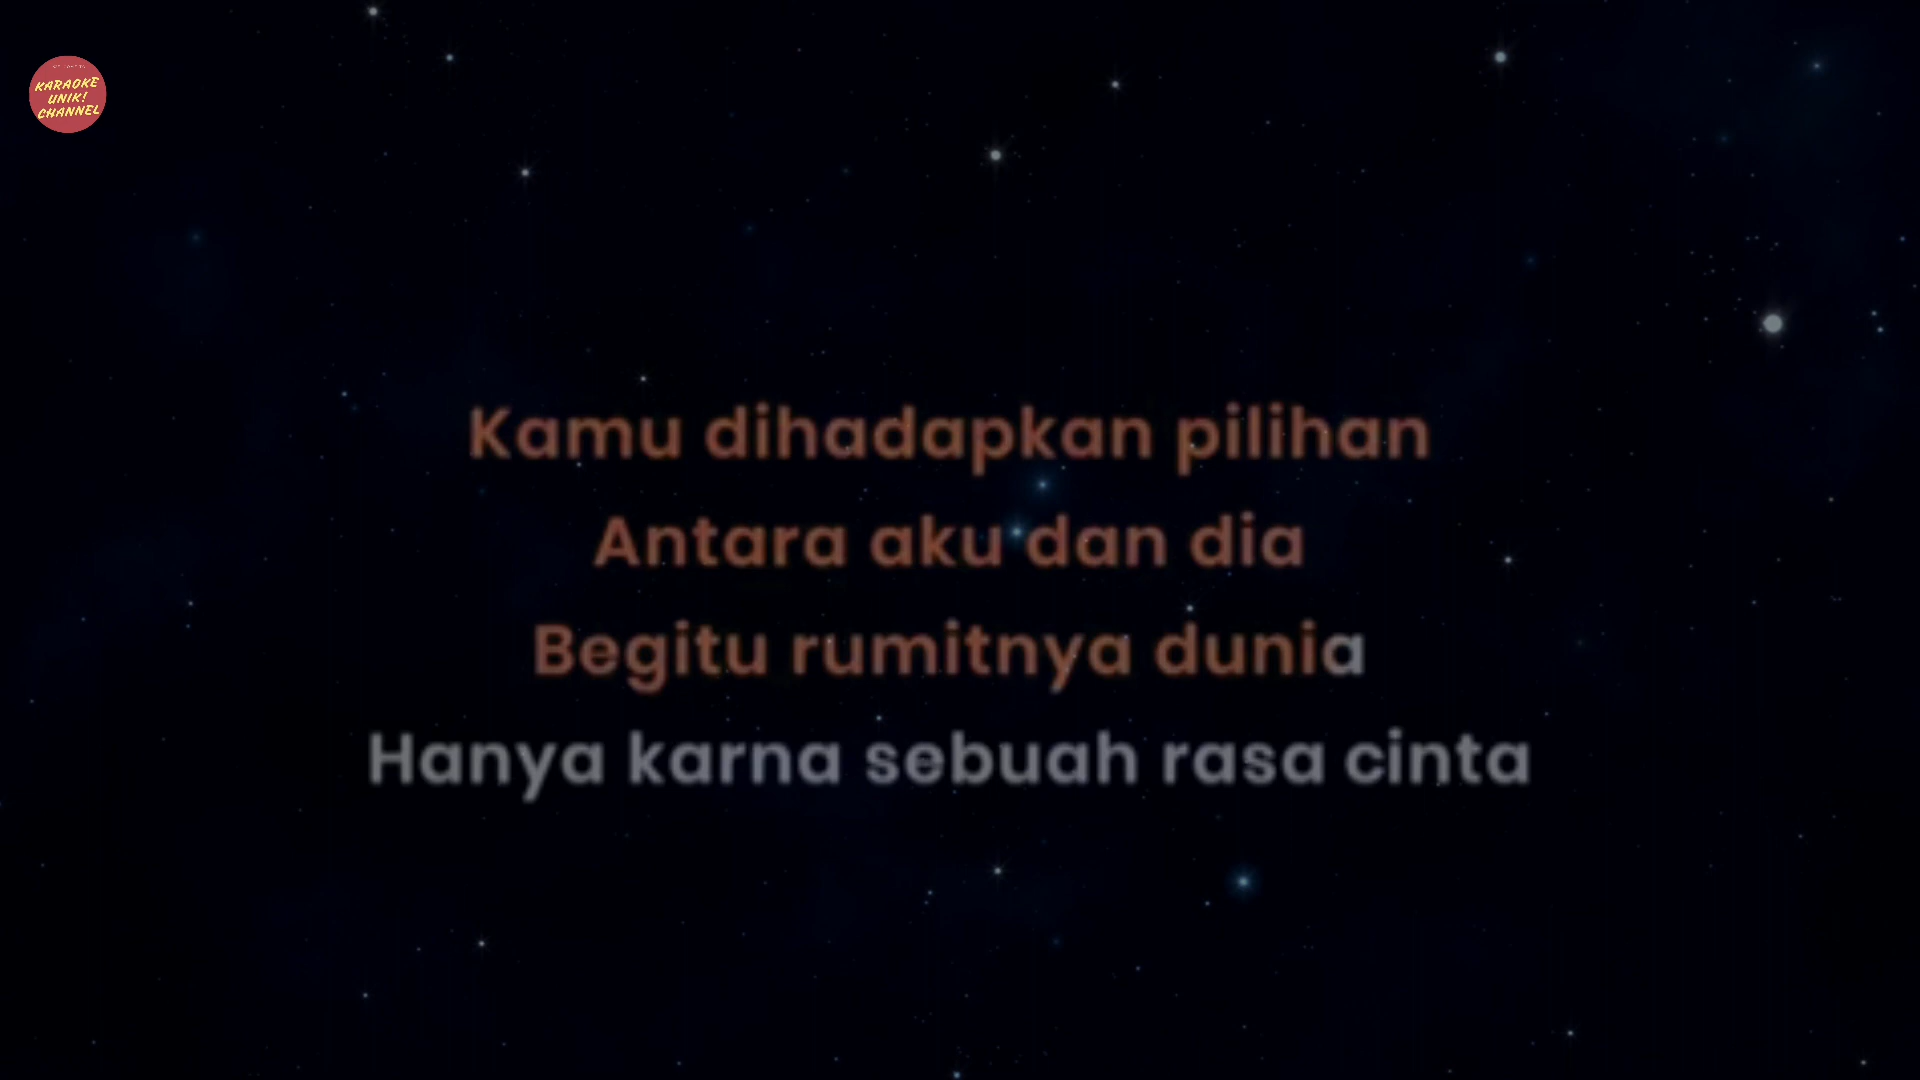 KARAOKE
UNIK!
CHANNEL
Kamu dihadapkan pilihan
Antara aku dan dia
Begitu rumitnya dunia
Hanya karna sebuah rasa cinta